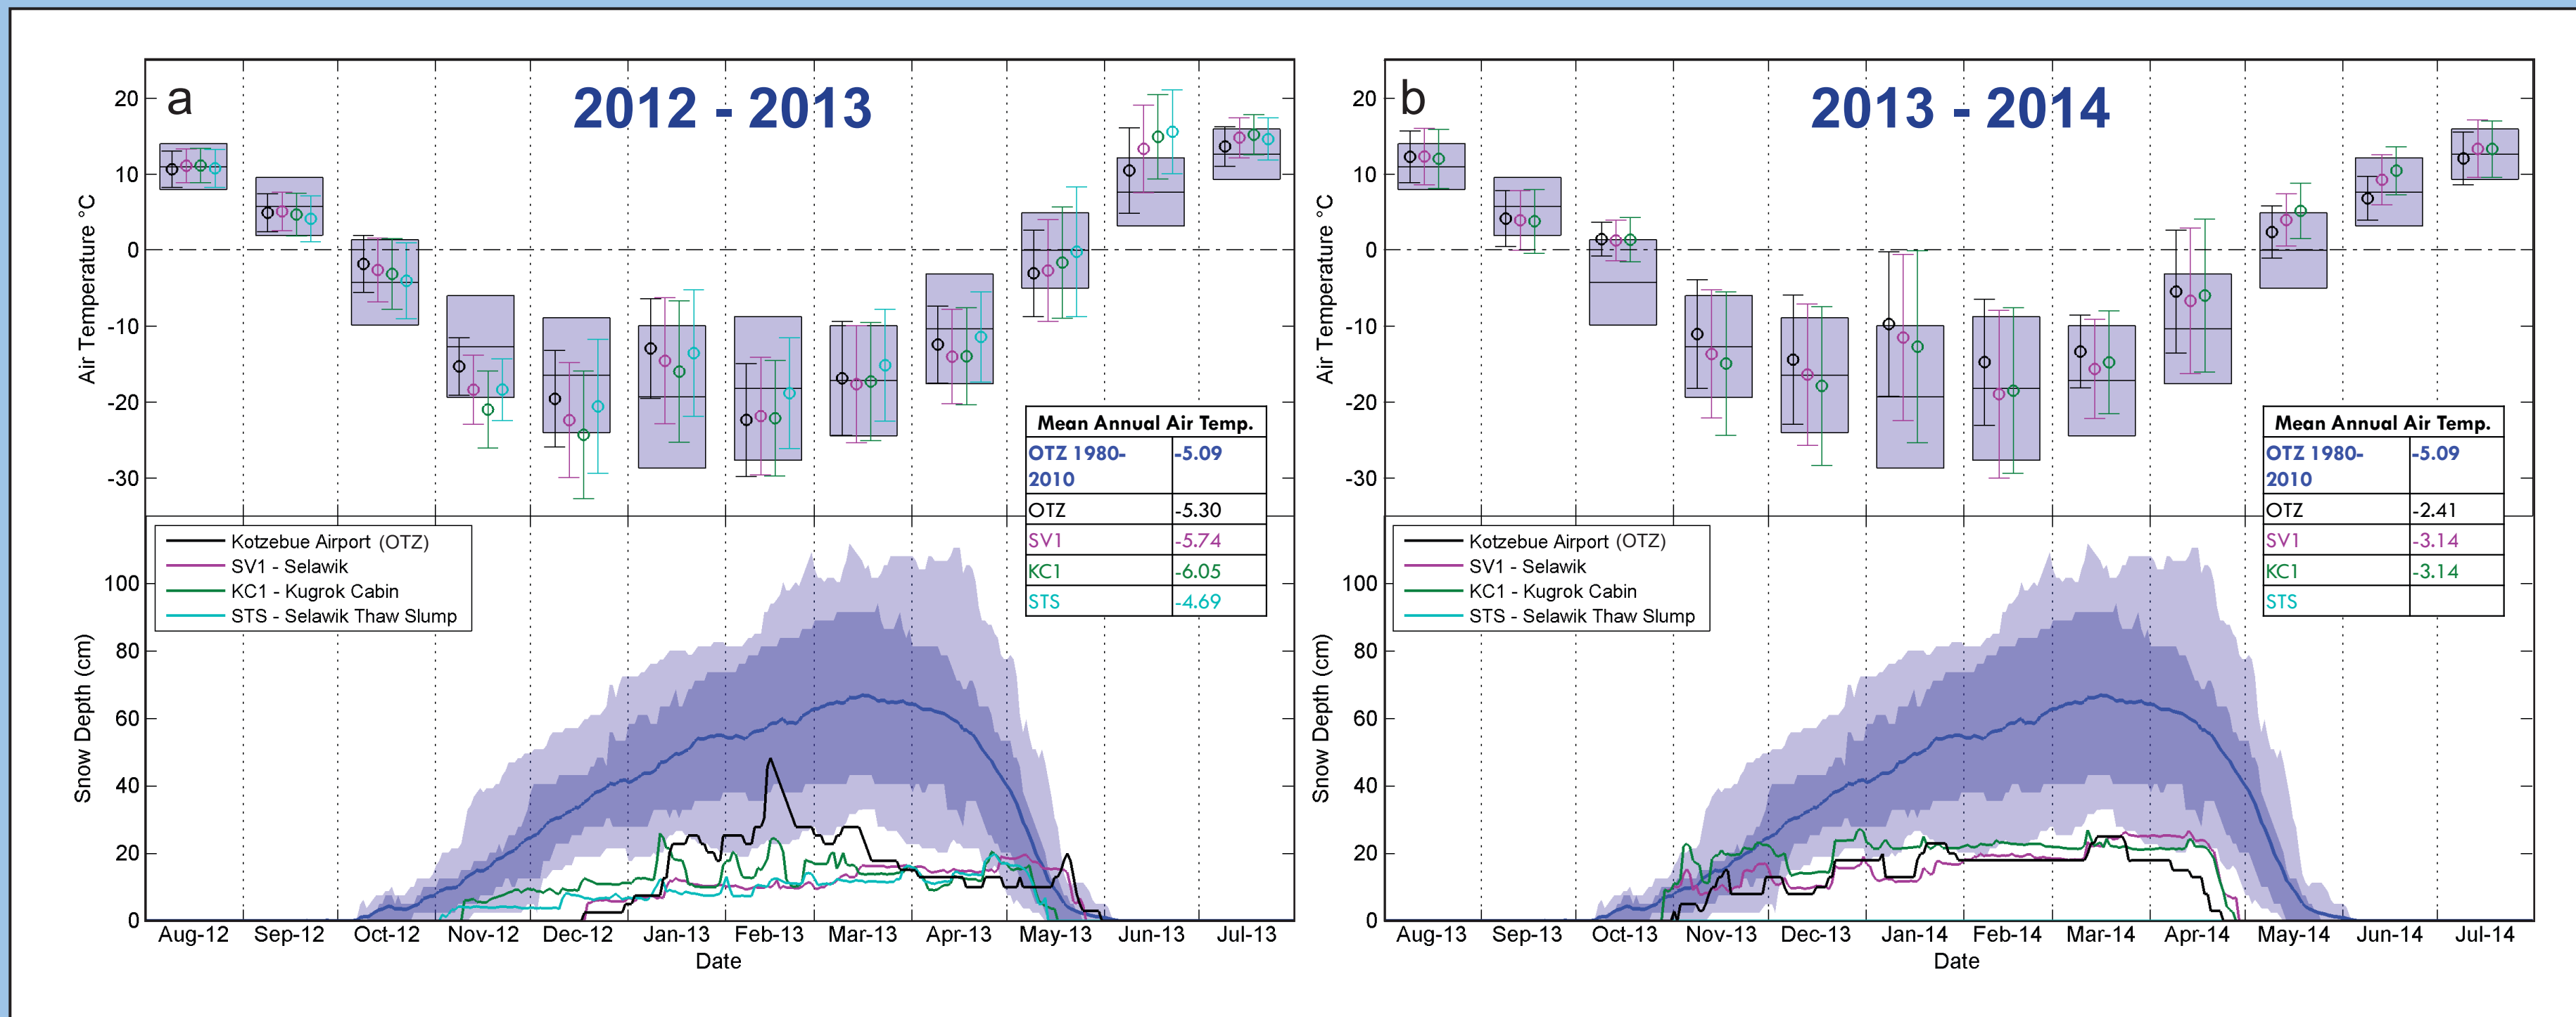 a
2012 - 2013
20
10
0
-10
-20
-30
Air Temperature °C
Mean Annual Air Temp.
OTZ 1980-2010 -5.09
OTZ -5.30
SV1 -5.74
KC1 -6.05
STS -4.69
Kotzebue Airport (OTZ)
SV1 - Selawik
KC1 - Kugrok Cabin
STS - Selawik Thaw Slump
100
80
60
40
20
0
Snow Depth (cm)
Aug-12 Sep-12 Oct-12 Nov-12 Dec-12 Jan-13 Feb-13 Mar-13 Apr-13 May-13 Jun-13 Jul-13
Date
b
2013 - 2014
20
10
0
-10
-20
-30
Air Temperature °C
Mean Annual Air Temp.
OTZ 1980-2010 -5.09
OTZ -2.41
SV1 -3.14
KC1 -3.14
STS
Kotzebue Airport (OTZ)
SV1 - Selawik
KC1 - Kugrok Cabin
STS - Selawik Thaw Slump
100
80
60
40
20
0
Snow Depth (cm)
Aug-13 Sep-13 Oct-13 Nov-13 Dec-13 Jan-14 Feb-14 Mar-14 Apr-14 May-14 Jun-14 Jul-14
Date